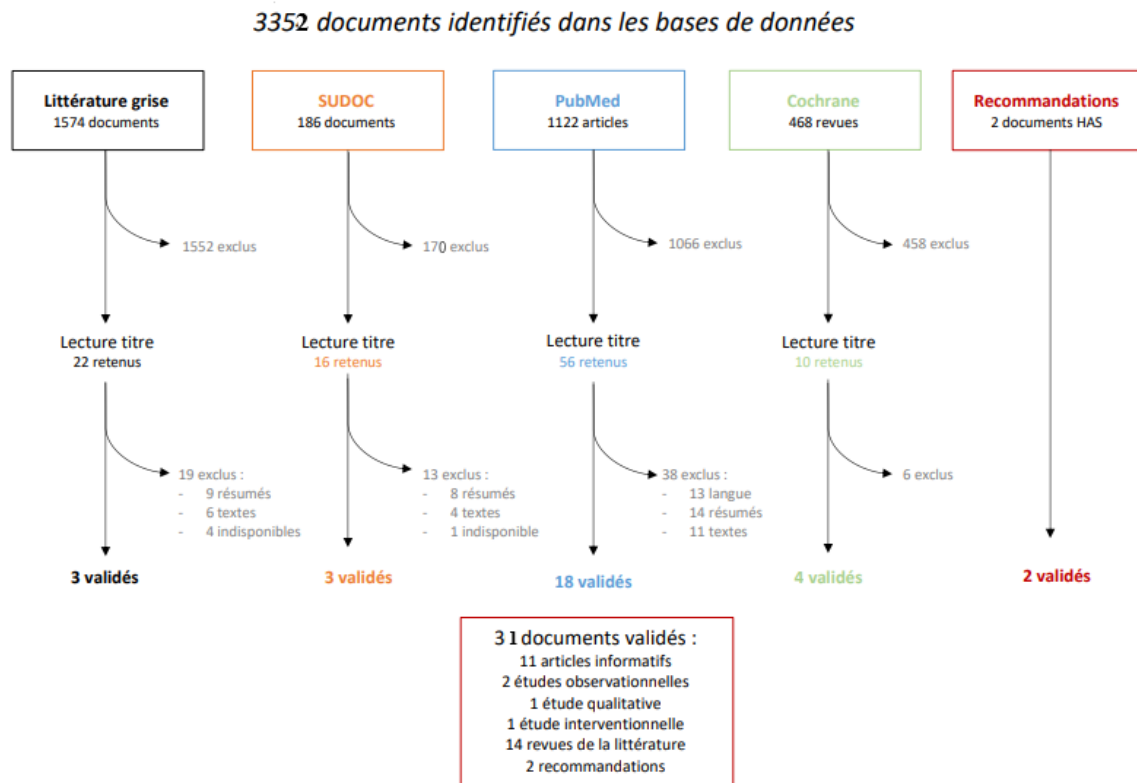 3352 documents identifiés dans les bases de données
Littérature grise
1574 documents
SUDOC
186 documents
PubMed
1122 articles
Cochrane
468 revues
Recommandations
2 documents HAS
1552 exclus
170 exclus
1066 exclus
458 exclus
Lecture titre
22 retenus
Lecture titre
16 retenus
Lecture titre
56 retenus
Lecture titre
10 retenus
19 exclus :
- 9 résumés
- 6 textes
- 4 indisponibles
13 exclus :
- 8 résumés
- 4 textes
- 1 indisponible
38 exclus :
- 13 langue
- 14 résumés
- 11 textes
6 exclus
3 validés
3 validés
18 validés
4 validés
2 validés
31 documents validés :
11 articles informatifs
2 études observationnelles
1 étude qualitative
1 étude interventionnelle
14 revues de la littérature
2 recommandations